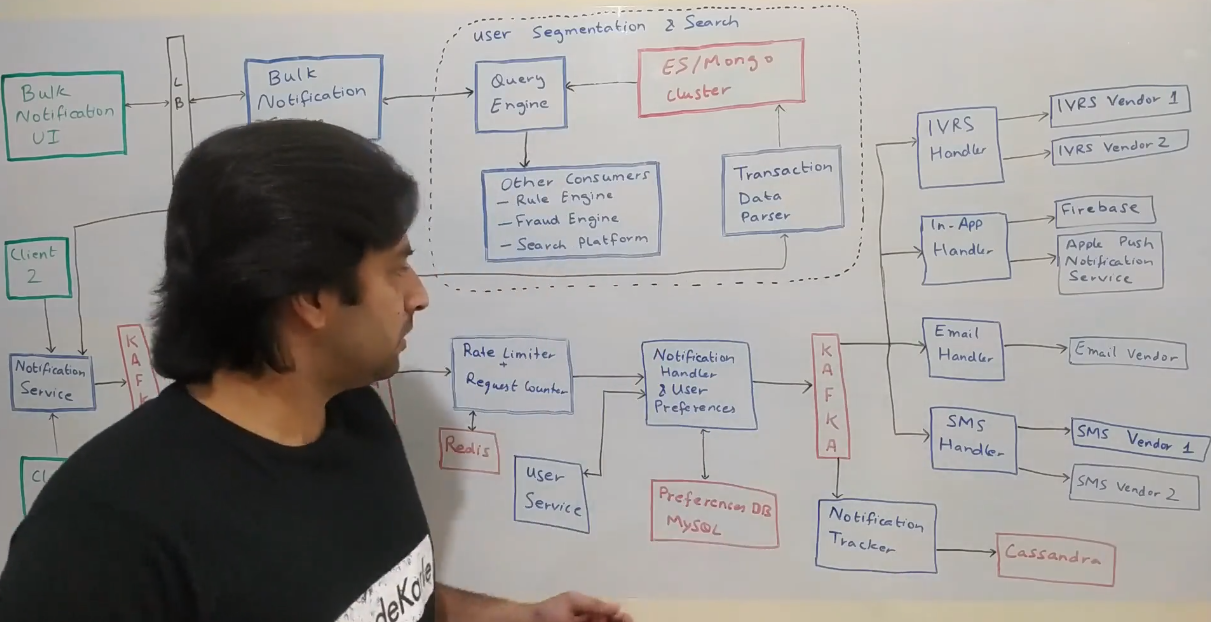 User Segmentation & Search
Bulk
Notification
UI
L
B
Bulk
Notification
Query
Engine
ES/Mongo
Cluster
Other Consumers
- Rule Engine
- Fraud Engine
- Search Platform
Transaction
Data
Parser
IVRS
Handler
IVRS Vendor 1
IVRS Vendor 2
In-App
Handler
Firebase
Apple Push
Notification
Service
Client
2
Notification
Service
K
A
F
K
Rate Limiter
+
Request Counter
Redis
User
Service
Notification
Handler
& User
Preferences
Preferences DB
MySQL
K
A
F
K
A
Email
Handler
Email Vendor
SMS
Handler
SMS Vendor 1
SMS Vendor 2
Notification
Tracker
Cassandra